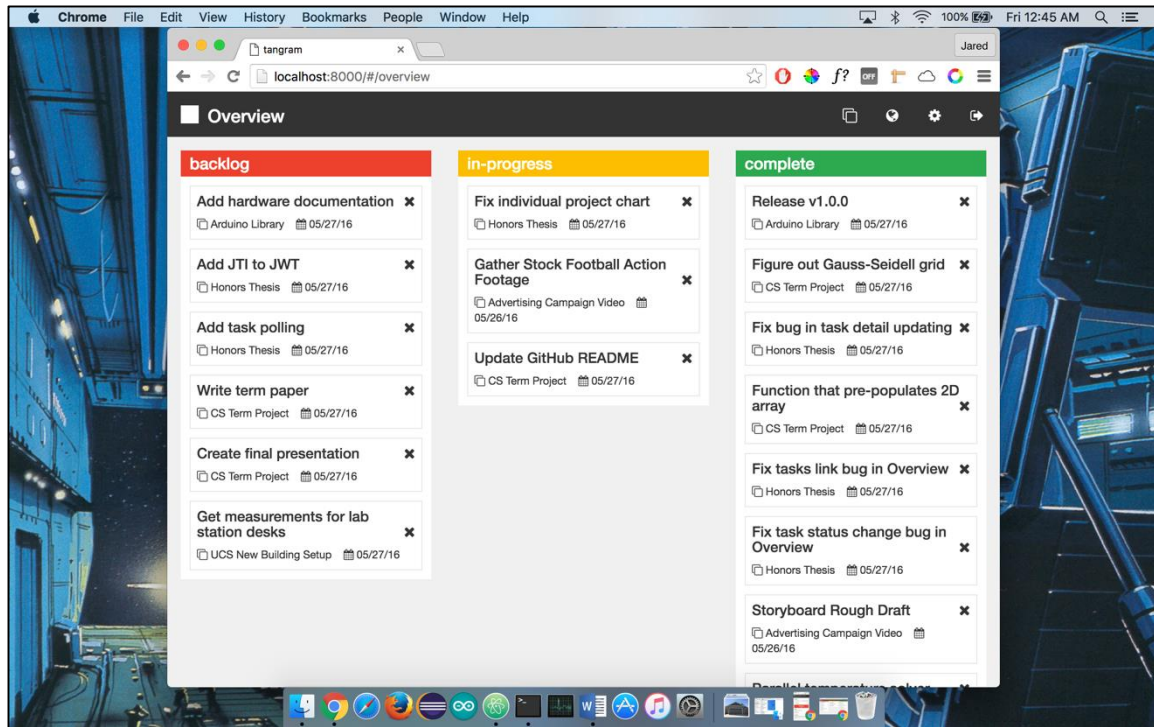 Chrome File Edit View History Bookmarks People Window Help 100% Fri 12:45 AM
tangram
Jared
localhost:8000/#/overview
f?
OFF
Overview
backlog
Add hardware documentation
Arduino Library 05/27/16
Add JTI to JWT
Honors Thesis 05/27/16
Add task polling
Honors Thesis 05/27/16
Write term paper
CS Term Project 05/27/16
Create final presentation
CS Term Project 05/27/16
Get measurements for lab
station desks
UCS New Building Setup 05/27/16
in-progress
Fix individual project chart
Honors Thesis 05/27/16
Gather Stock Football Action
Footage
Advertising Campaign Video
05/26/16
Update GitHub README
CS Term Project 05/27/16
complete
Release v1.0.0
Arduino Library 05/27/16
Figure out Gauss-Seidell grid
CS Term Project 05/27/16
Fix bug in task detail updating
Honors Thesis 05/27/16
Function that pre-populates 2D
array
CS Term Project 05/27/16
Fix tasks link bug in Overview
Honors Thesis 05/27/16
Fix task status change bug in
Overview
Honors Thesis 05/27/16
Storyboard Rough Draft
Advertising Campaign Video
05/26/16
Parallel temperature solver